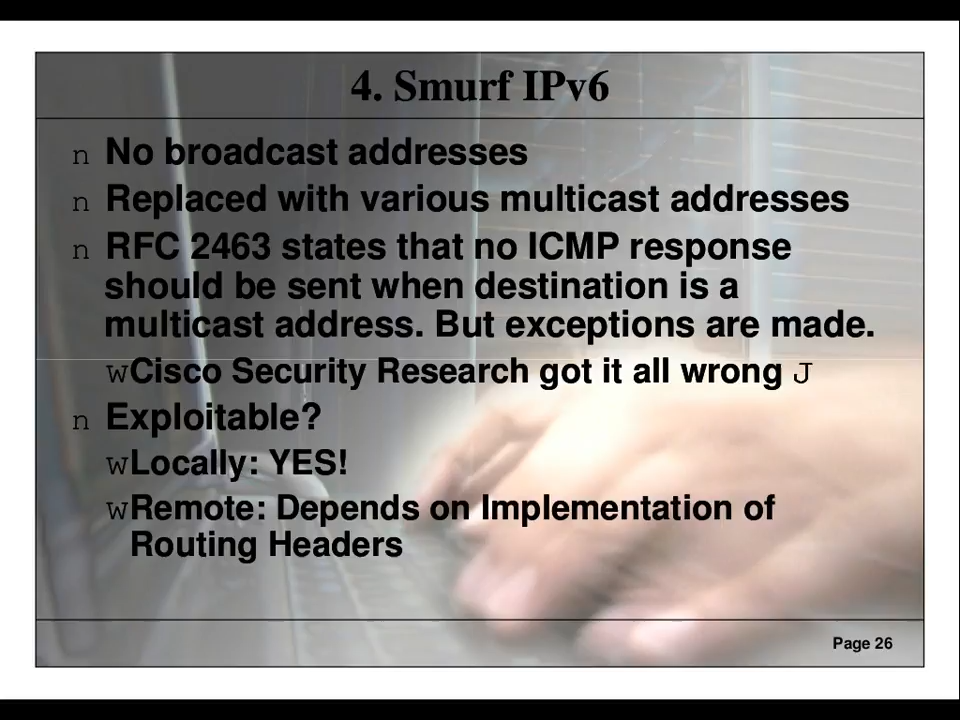 4. Smurf IPv6
n No broadcast addresses
n Replaced with various multicast addresses
n RFC 2463 states that no ICMP response
should be sent when destination is a
multicast address. But exceptions are made.
wCisco Security Research got it all wrong J
n Exploitable?
wLocally: YES!
wRemote: Depends on Implementation of
Routing Headers
Page 26